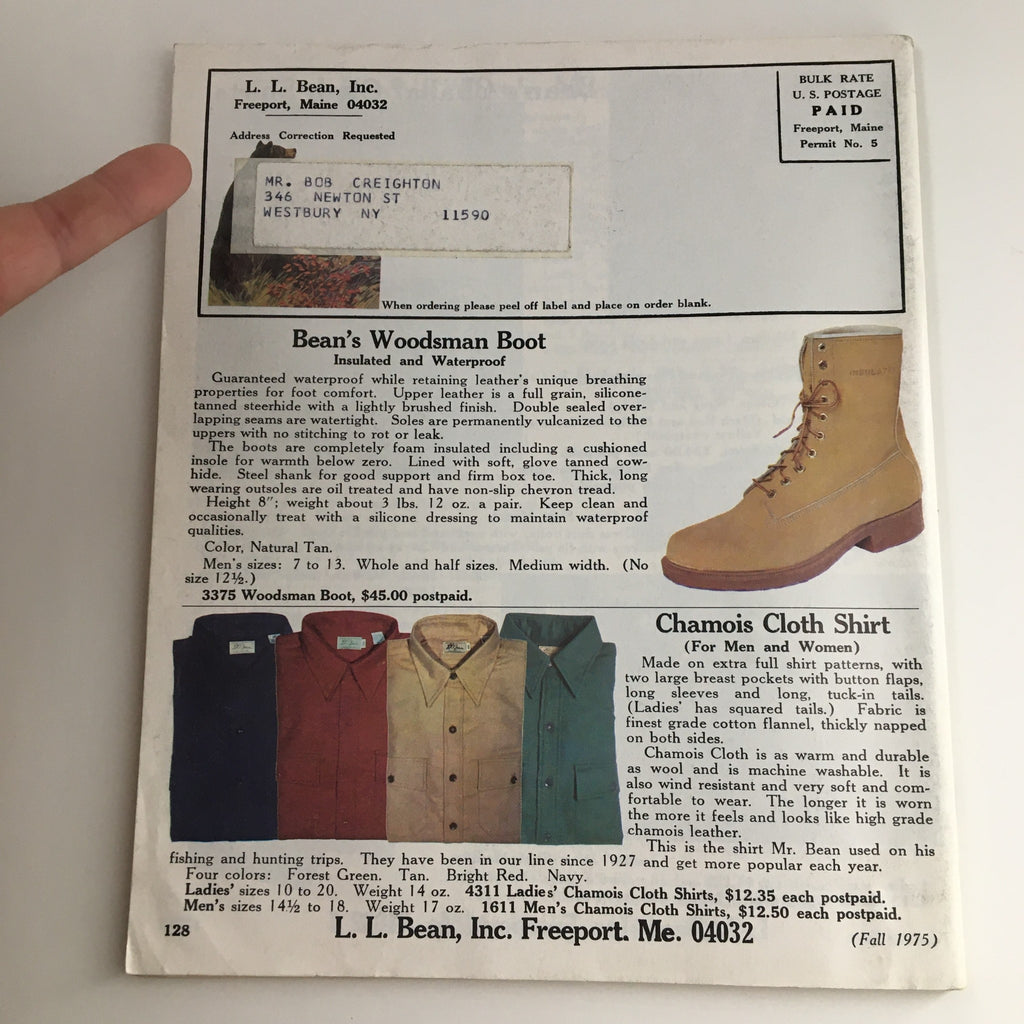 L. L. Bean, Inc.
Freeport, Maine 04032
Address Correction Requested
BULK RATE
U. S. POSTAGE
PAID
Freeport, Maine
Permit No. 5
MR. BOB CREIGHTON
346 NEWTON ST
WESTBURY NY 11590
When ordering please peel off label and place on order blank.
Bean's Woodsman Boot
Insulated and Waterproof
Guaranteed waterproof while retaining leather's unique breathing
properties for foot comfort. Upper leather is a full grain, silicone-
tanned steerhide with a lightly brushed finish. Double sealed over-
lapping seams are watertight. Soles are permanently vulcanized to the
uppers with no stitching to rot or leak.
The boots are completely foam insulated including a cushioned
insole for warmth below zero. Lined with soft, glove tanned cow-
hide. Steel shank for good support and firm box toe. Thick, long
wearing outsoles are oil treated and have non-slip chevron tread.
Height 8"; weight about 3 lbs. 12 oz. a pair. Keep clean and
occasionally treat with a silicone dressing to maintain waterproof
qualities.
Color, Natural Tan.
Men's sizes: 7 to 13. Whole and half sizes. Medium width. (No
size 12½.)
3375 Woodsman Boot, $45.00 postpaid.
Chamois Cloth Shirt
(For Men and Women)
Made on extra full shirt patterns, with
two large breast pockets with button flaps,
long sleeves and long, tuck-in tails.
(Ladies' has squared tails.) Fabric is
finest grade cotton flannel, thickly napped
on both sides.
Chamois Cloth is as warm and durable
as wool and is machine washable. It is
also wind resistant and very soft and com-
fortable to wear. The longer it is worn
the more it feels and looks like high grade
chamois leather.
This is the shirt Mr. Bean used on his
fishing and hunting trips. They have been in our line since 1927 and get more popular each year.
Four colors: Forest Green. Tan. Bright Red. Navy.
Ladies' sizes 10 to 20. Weight 14 oz. 4311 Ladies' Chamois Cloth Shirts, $12.35 each postpaid.
Men's sizes 14½ to 18. Weight 17 oz. 1611 Men's Chamois Cloth Shirts, $12.50 each postpaid.
128
L. L. Bean, Inc. Freeport. Me. 04032
(Fall 1975)